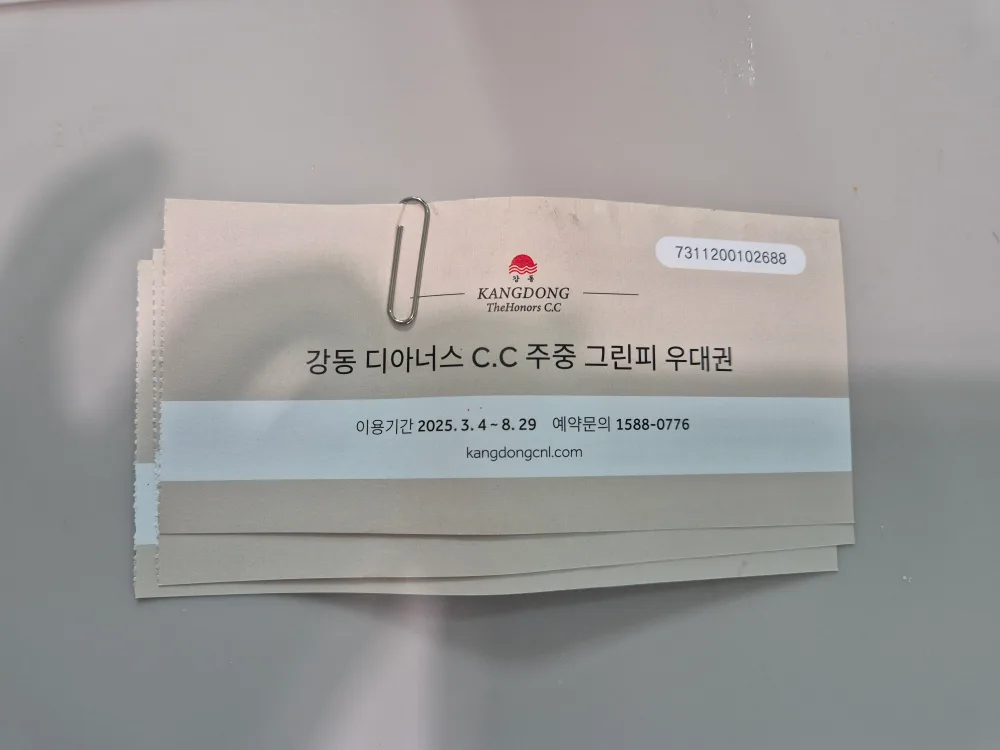 7311200102688
강동
KANGDONG
TheHonors C.C
강동 디아너스 C.C 주중 그린피 우대권
이용기간 2025. 3. 4 ~ 8. 29 예약문의 1588-0776
kangdongcnl.com